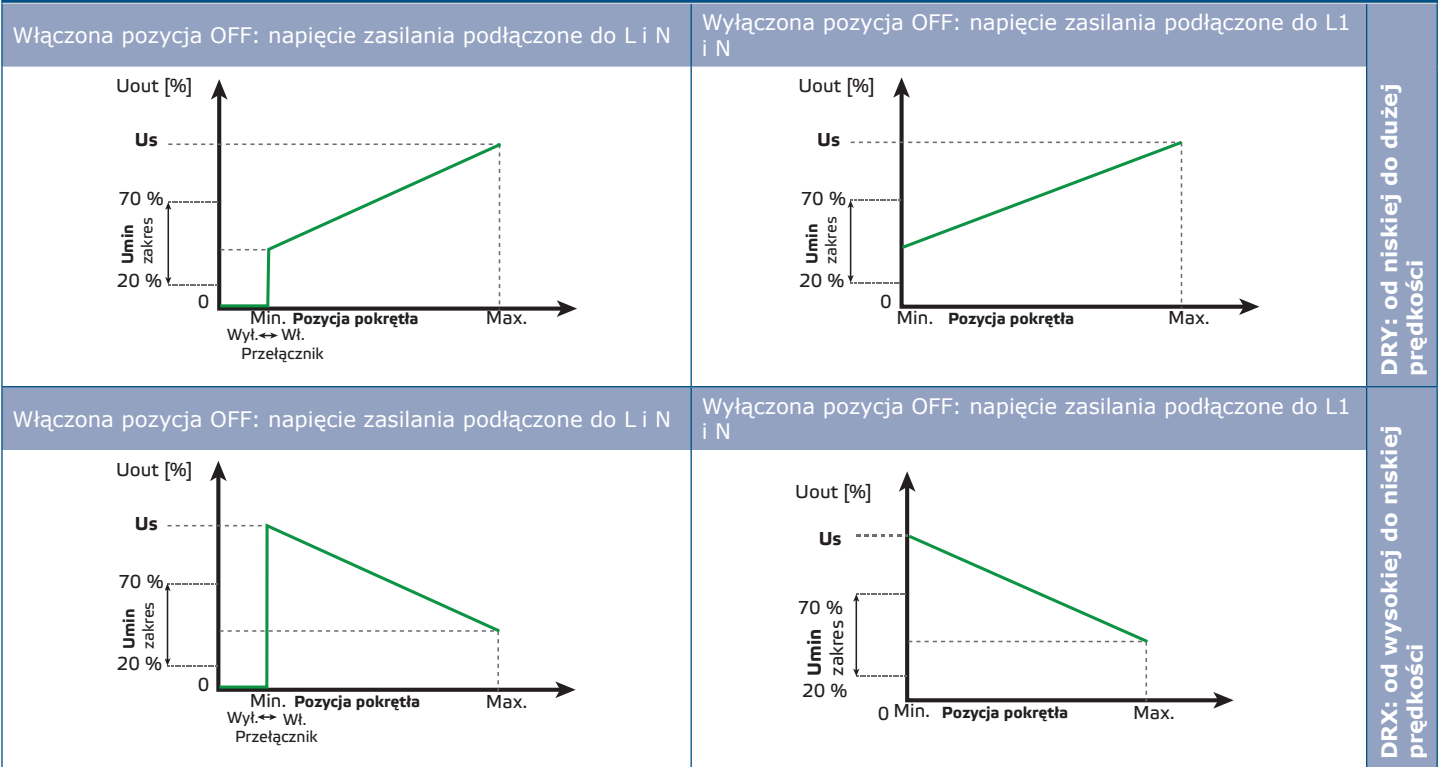 Włączona pozycja OFF: napięcie zasilania podłączone do L i N
Wyłączona pozycja OFF: napięcie zasilania podłączone do L1
i N
DRY: od niskiej do dużej
prędkości
Uout [%]
Us
70 %
Umin
zakres
20 %
0
Min. Pozycja pokrętła Max.
Wył.↔ Wł.
Przełącznik
Uout [%]
Us
70 %
Umin
zakres
20 %
0
Min. Pozycja pokrętła Max.
Włączona pozycja OFF: napięcie zasilania podłączone do L i N
Wyłączona pozycja OFF: napięcie zasilania podłączone do L1
i N
DRX: od wysokiej do niskiej
prędkości
Uout [%]
Us
70 %
Umin
zakres
20 %
0
Min. Pozycja pokrętła Max.
Wył.↔ Wł.
Przełącznik
Uout [%]
Us
70 %
Umin
zakres
20 %
0 Min. Pozycja pokrętła Max.